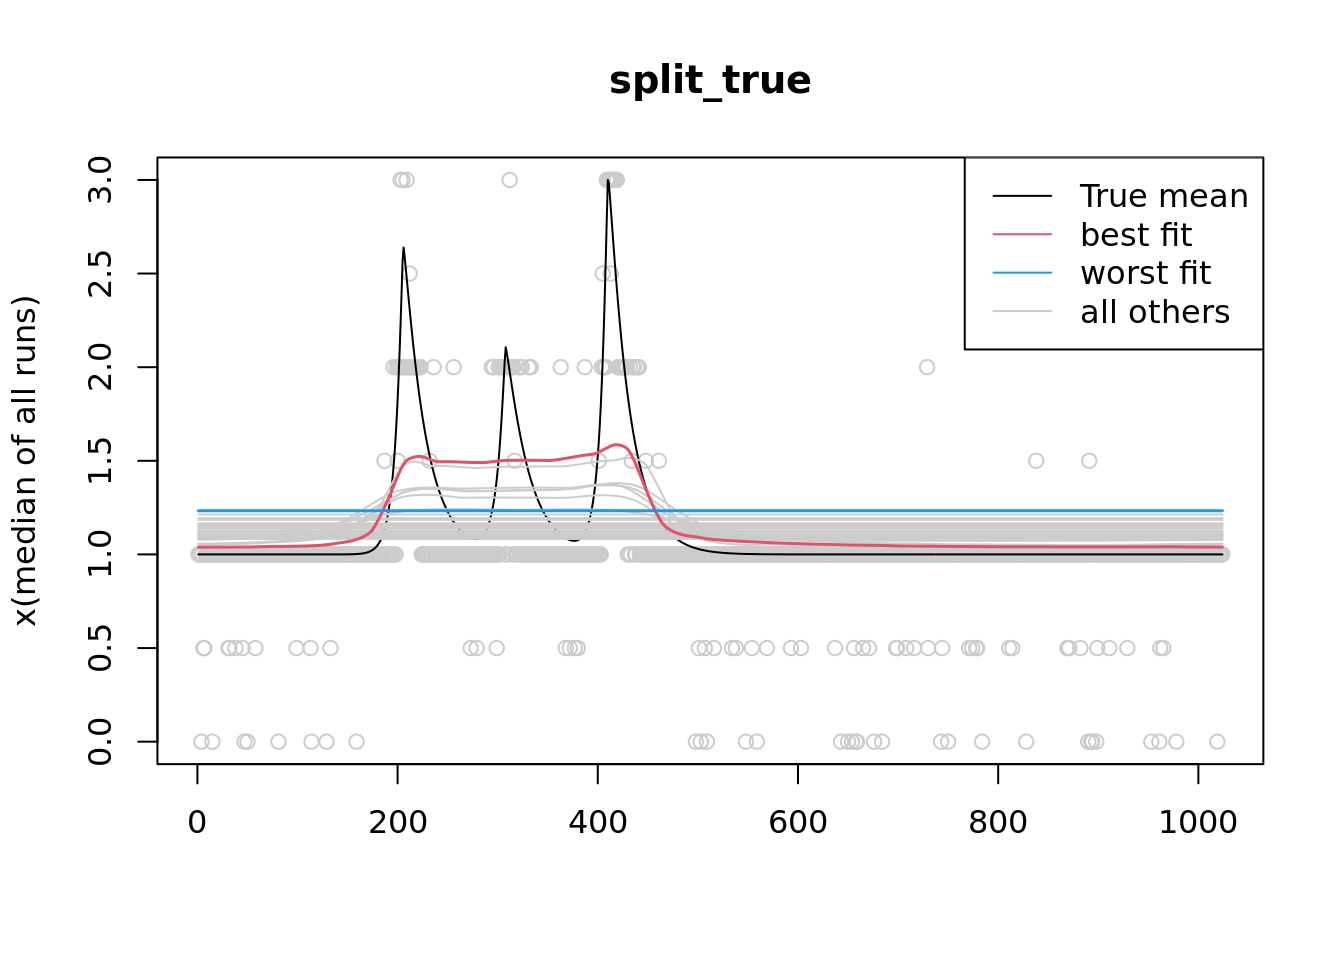 split_true
x(median of all runs)
3.0
2.5
2.0
1.5
1.0
0.5
0.0
True mean
best fit
worst fit
all others
0 200 400 600 800 1000